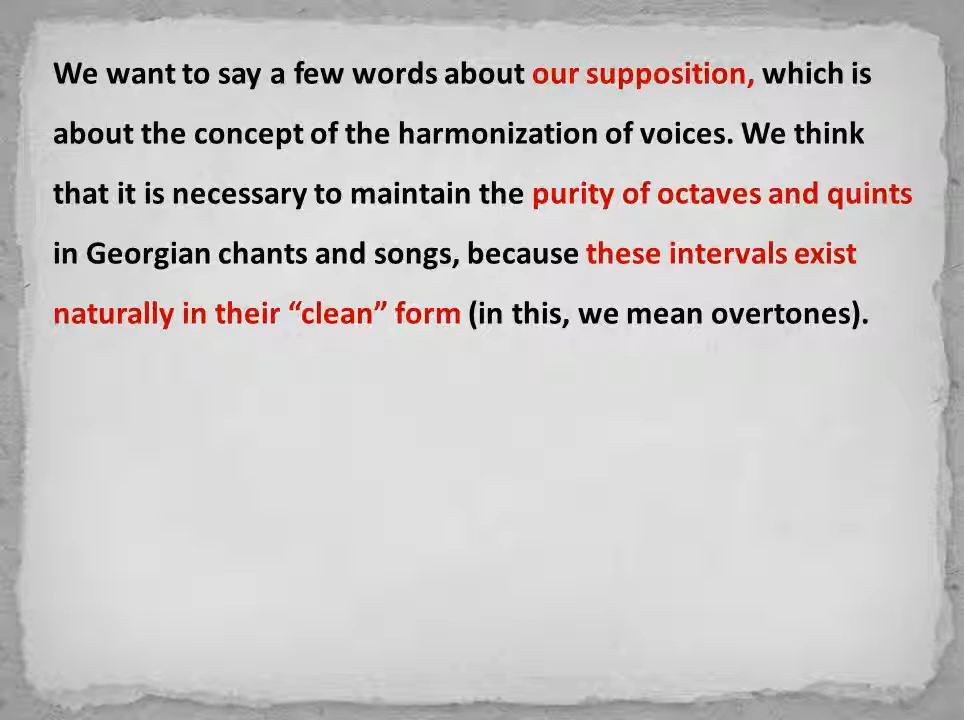 We want to say a few words about our supposition, which is
about the concept of the harmonization of voices. We think
that it is necessary to maintain the purity of octaves and quints
in Georgian chants and songs, because these intervals exist
naturally in their “clean” form (in this, we mean overtones).